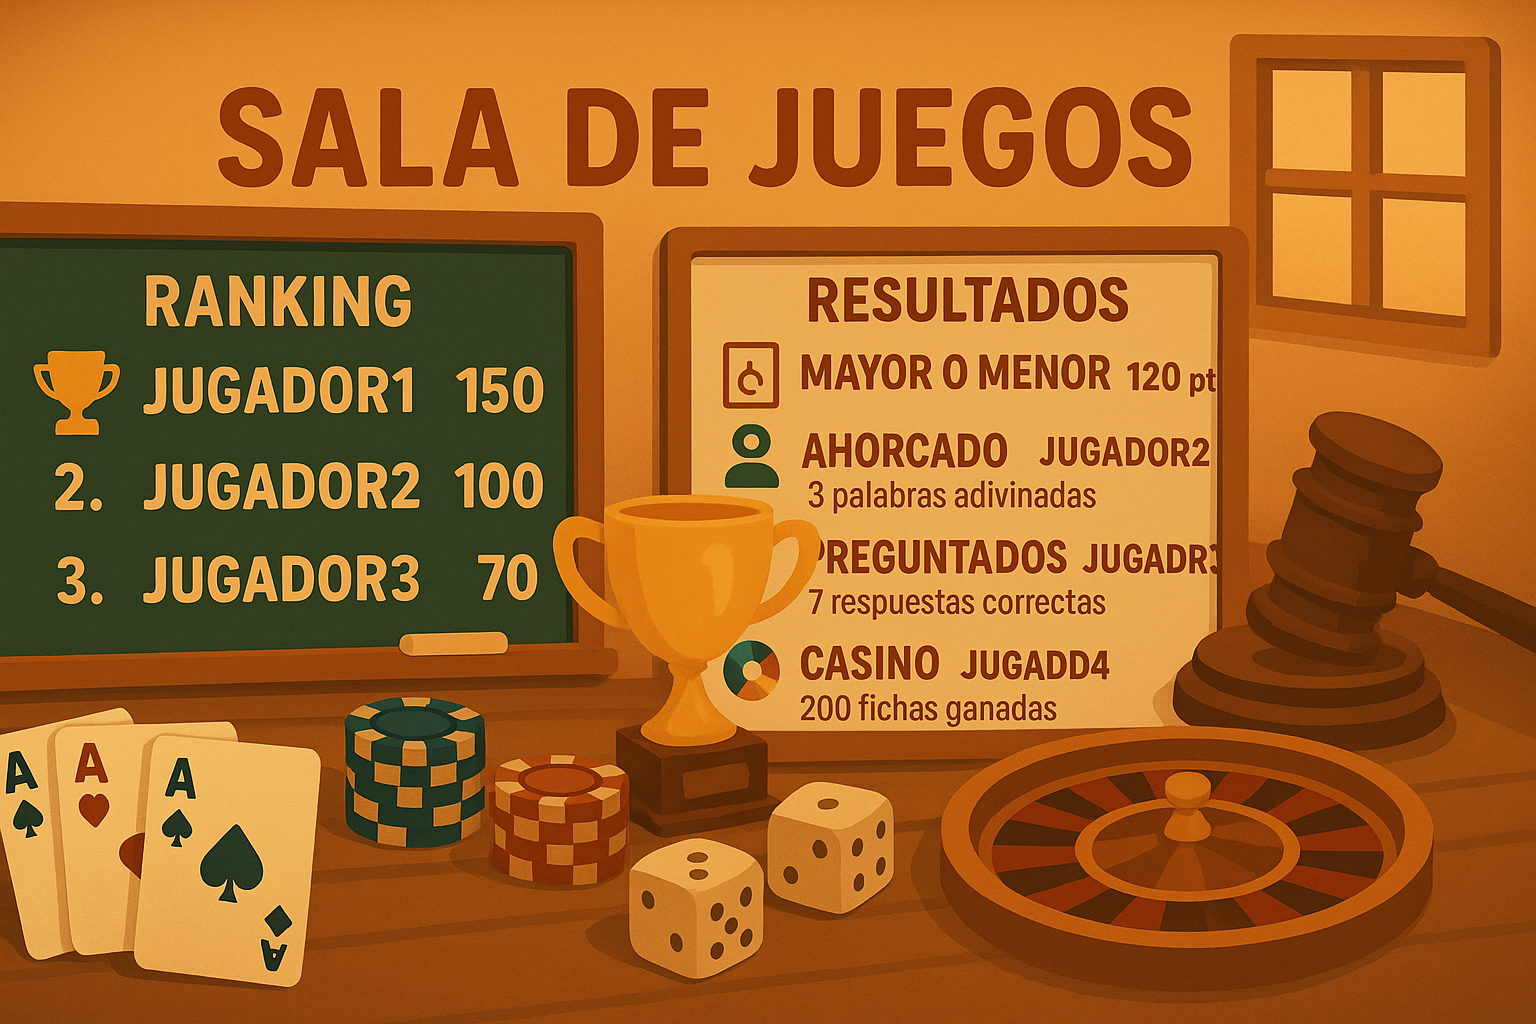 SALA DE JUEGOS
RANKING
JUGADOR1 150
2. JUGADOR2 100
3. JUGADOR3 70
RESULTADOS
MAYOR O MENOR 120 pt
AHORCADO JUGADOR2
3 palabras adivinadas
PREGUNTADOS JUGADR3
7 respuestas correctas
CASINO JUGADD4
200 fichas ganadas
A
A
A
A